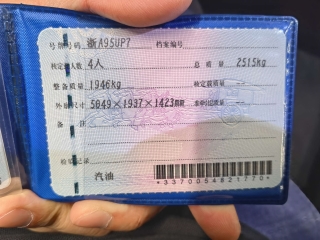 号牌号码 浙A95UP7 档案编号
核定载人数 4人 总质量 2515kg
整备质量 1946kg 核定载质量 --
外廓尺寸 5049×1937×1423mm 准牵引总质量 --
备注
检验记录
汽油
*3370054821770*